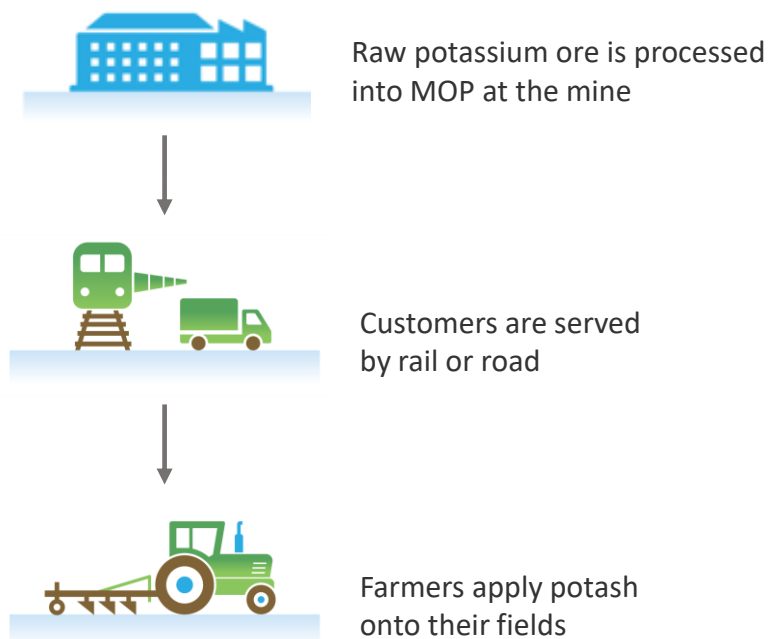 Raw potassium ore is processed
into MOP at the mine
Customers are served
by rail or road
Farmers apply potash
onto their fields